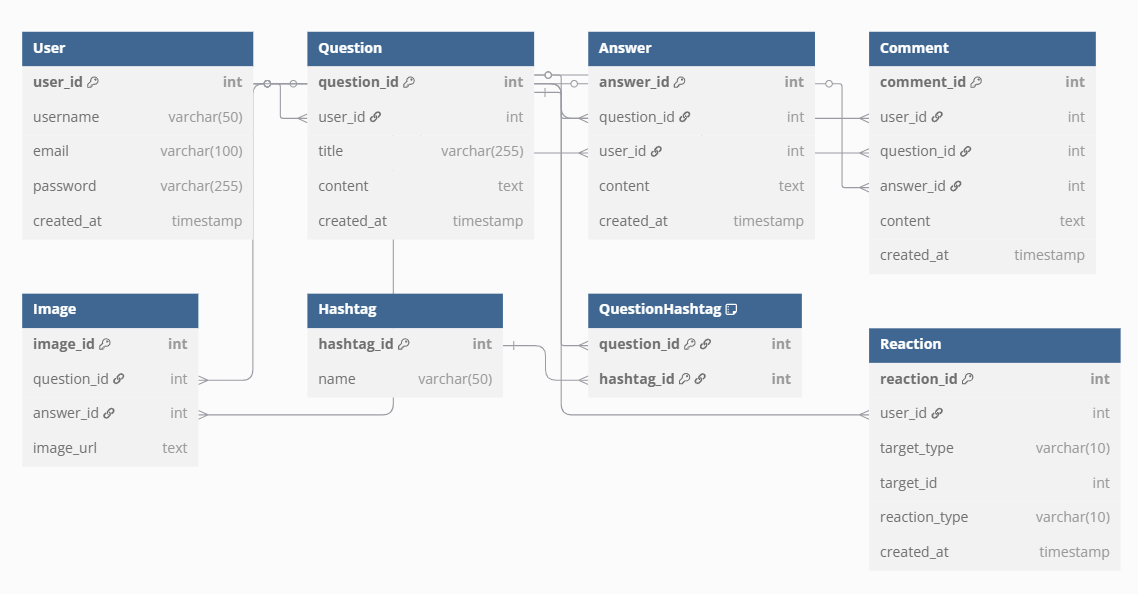 User
user_id int
username varchar(50)
email varchar(100)
password varchar(255)
created_at timestamp
Question
question_id int
user_id int
title varchar(255)
content text
created_at timestamp
Answer
answer_id int
question_id int
user_id int
content text
created_at timestamp
Comment
comment_id int
user_id int
question_id int
answer_id int
content text
created_at timestamp
Image
image_id int
question_id int
answer_id int
image_url text
Hashtag
hashtag_id int
name varchar(50)
QuestionHashtag
question_id int
hashtag_id int
Reaction
reaction_id int
user_id int
target_type varchar(10)
target_id int
reaction_type varchar(10)
created_at timestamp